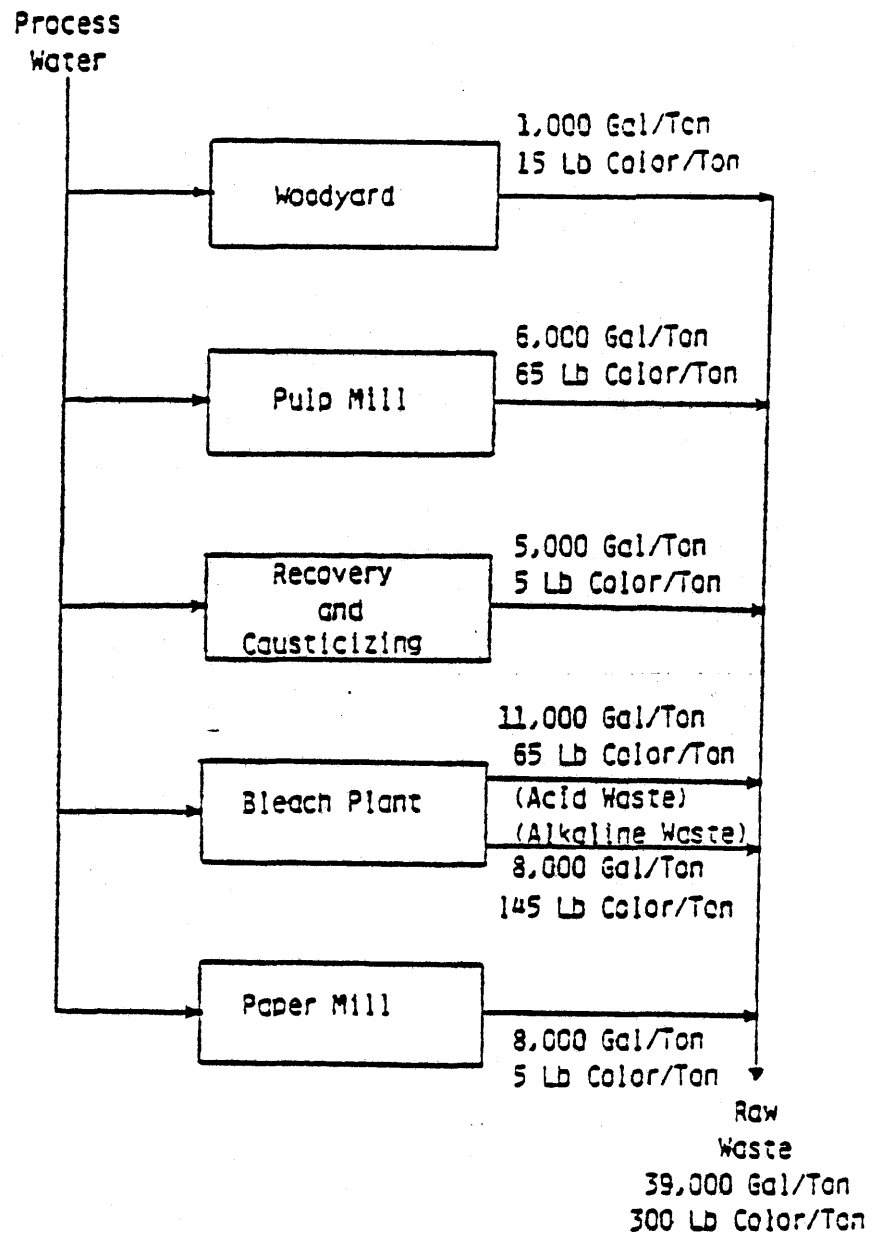 Process
Water
1,000 Gal/Ton
15 Lb Color/Ton
Woodyard
6,000 Gal/Ton
65 Lb Color/Ton
Pulp Mill
5,000 Gal/Ton
5 Lb Color/Ton
Recovery
and
Causticizing
11,000 Gal/Ton
65 Lb Color/Ton
(Acid Waste)
Bleach Plant
(Alkaline Waste)
8,000 Gal/Ton
145 Lb Color/Ton
Paper Mill
8,000 Gal/Ton
5 Lb Color/Ton
Raw
Waste
39,000 Gal/Ton
300 Lb Color/Ton